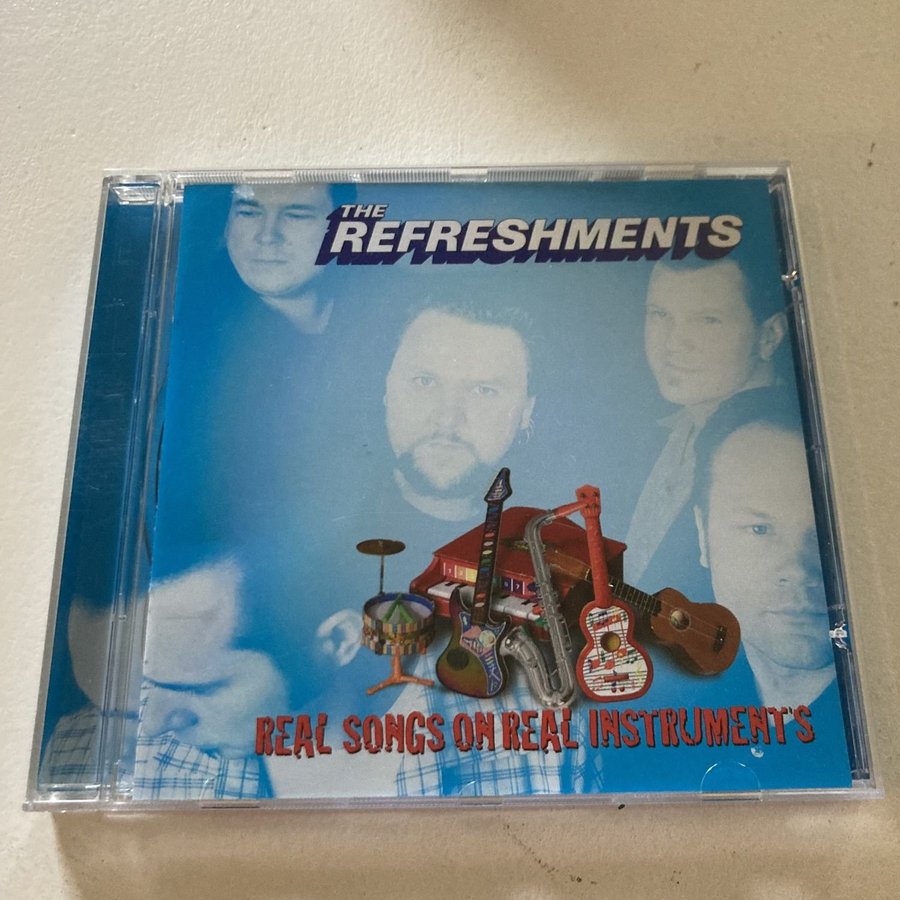 THE
REFRESHMENTS
REAL SONGS ON REAL INSTRUMENT'S